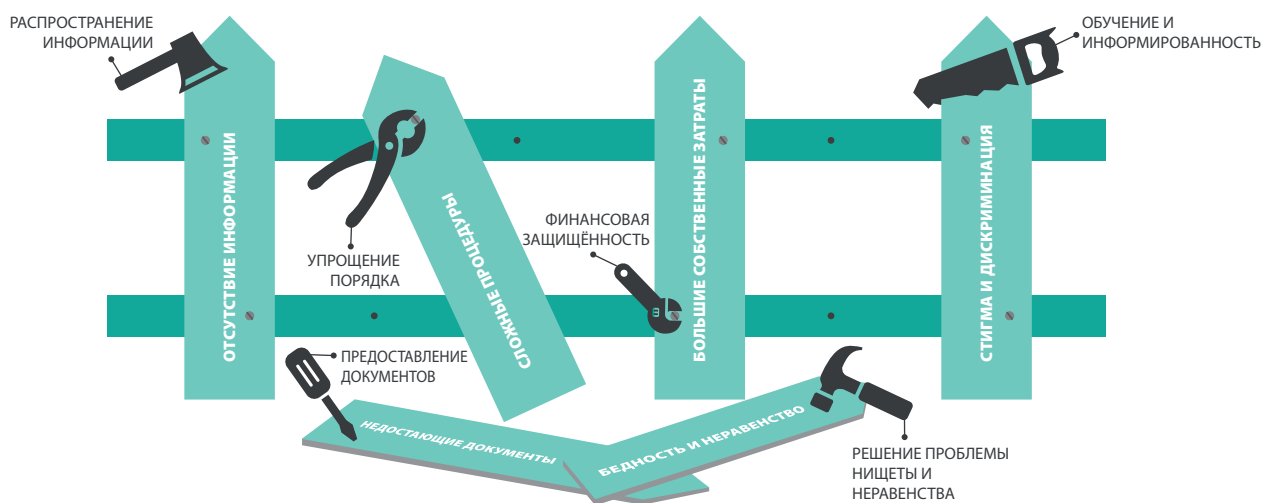 РАСПРОСТРАНЕНИЕ
ИНФОРМАЦИИ
ОБУЧЕНИЕ И
ИНФОРМИРОВАННОСТЬ
ОТСУТСТВИЕ ИНФОРМАЦИИ
СЛОЖНЫЕ ПРОЦЕДУРЫ
БОЛЬШИЕ СОБСТВЕННЫЕ ЗАТРАТЫ
СТИГМА И ДИСКРИМИНАЦИЯ
УПРОЩЕНИЕ
ПОРЯДКА
ФИНАНСОВАЯ
ЗАЩИЩЁННОСТЬ
ПРЕДОСТАВЛЕНИЕ
ДОКУМЕНТОВ
НЕДОСТАЮЩИЕ ДОКУМЕНТЫ
БЕДНОСТЬ И НЕРАВЕНСТВО
РЕШЕНИЕ ПРОБЛЕМЫ
НИЩЕТЫ И
НЕРАВЕНСТВА